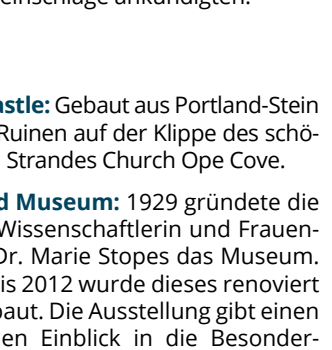 einschläge ankündigten.
astle: Gebaut aus Portland-Stein
Ruinen auf der Klippe des schö-
Strandes Church Ope Cove.
d Museum: 1929 gründete die
Wissenschaftlerin und Frauen-
Dr. Marie Stopes das Museum.
is 2012 wurde dieses renoviert
baut. Die Ausstellung gibt einen
en Einblick in die Besonder-